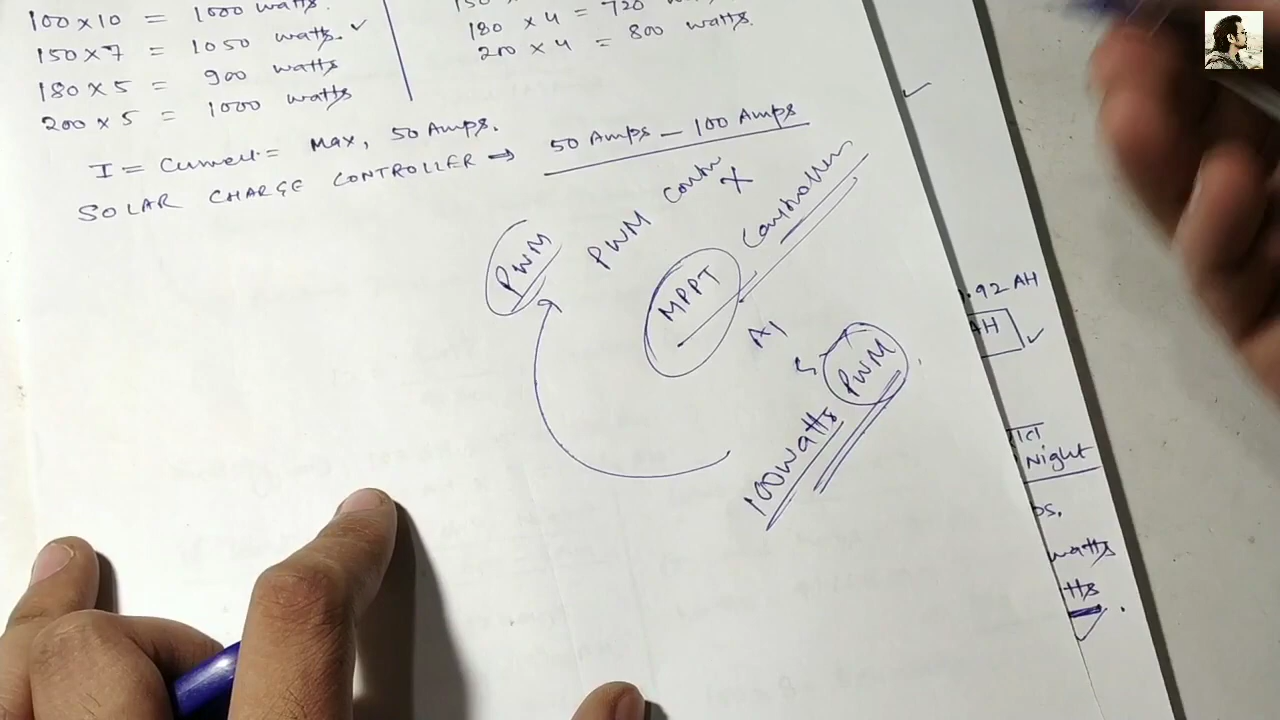 100 x 10 = 1000 watts.
150 x 7 = 1050 watts. ✓
180 x 5 = 900 watts
200 x 5 = 1000 watts
180 x 4 = 720
200 x 4 = 800 watts.
I = Current = Max, 50 Amps.
SOLAR CHARGE CONTROLLER → 50 Amps – 100 Amps
PWM
PWM Contr X
MPPT Controller
PWM
100watts
.92 AH
AH ✓
Night
watts